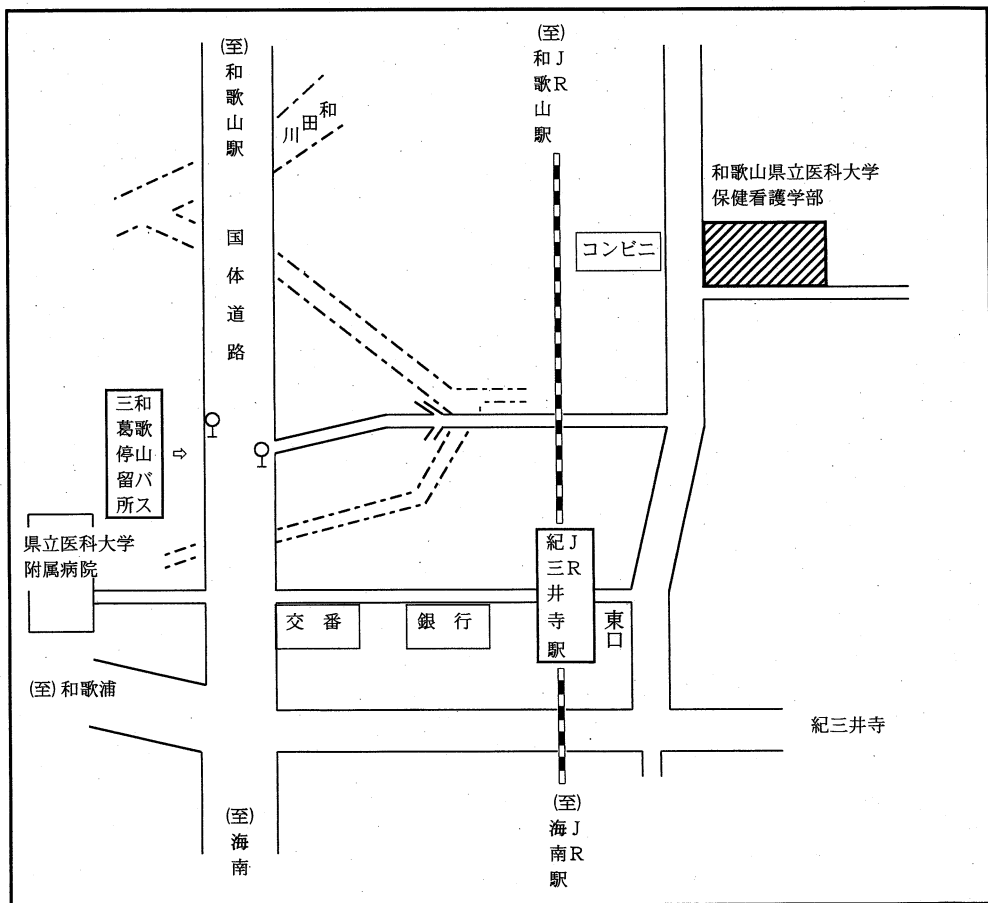 (至)
和歌山駅
(至)
JR
和歌山駅
和田川
国体道路
コンビニ
和歌山県立医科大学
保健看護学部
和歌山バス
三葛停留所
⇨
県立医科大学
附属病院
交番
銀行
JR
紀三井寺駅
東口
(至)和歌浦
紀三井寺
(至)
海南
(至)
JR
海南駅